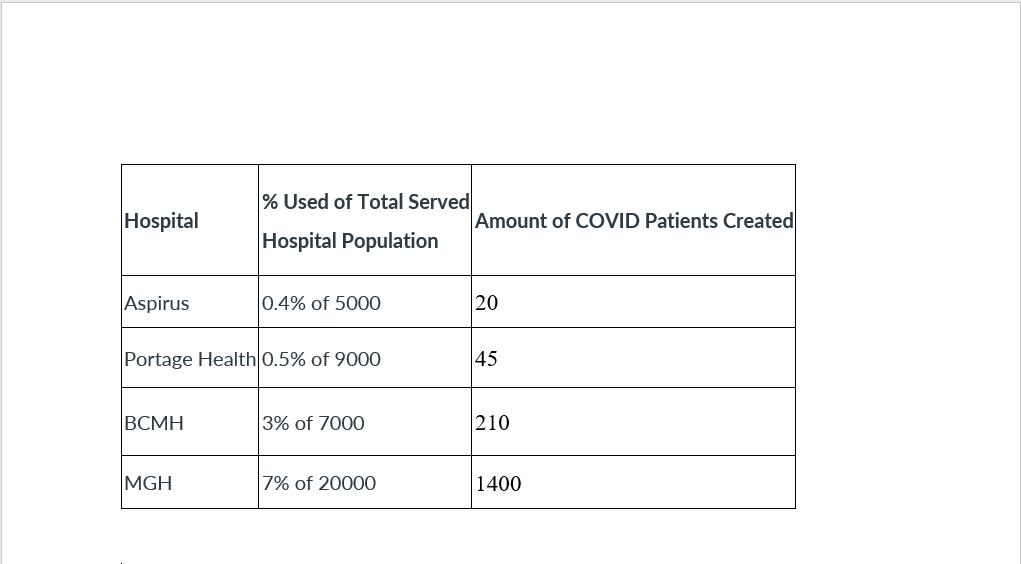 Hospital
% Used of Total Served
Hospital Population
Amount of COVID Patients Created
Aspirus
0.4% of 5000
20
Portage Health
0.5% of 9000
45
BCMH
3% of 7000
210
MGH
7% of 20000
1400